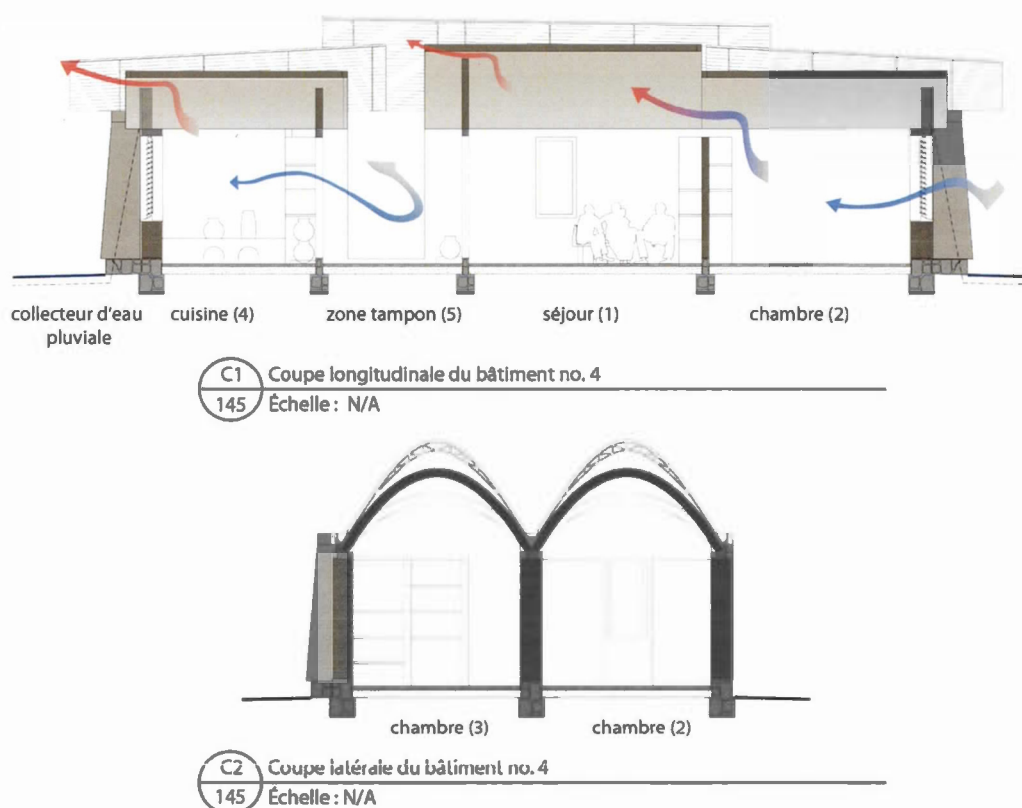 collecteur d'eau pluviale
cuisine (4)
zone tampon (5)
séjour (1)
chambre (2)
C1 Coupe longitudinale du bâtiment no. 4
145 Échelle : N/A
chambre (3)
chambre (2)
C2 Coupe latérale du bâtiment no. 4
145 Échelle : N/A